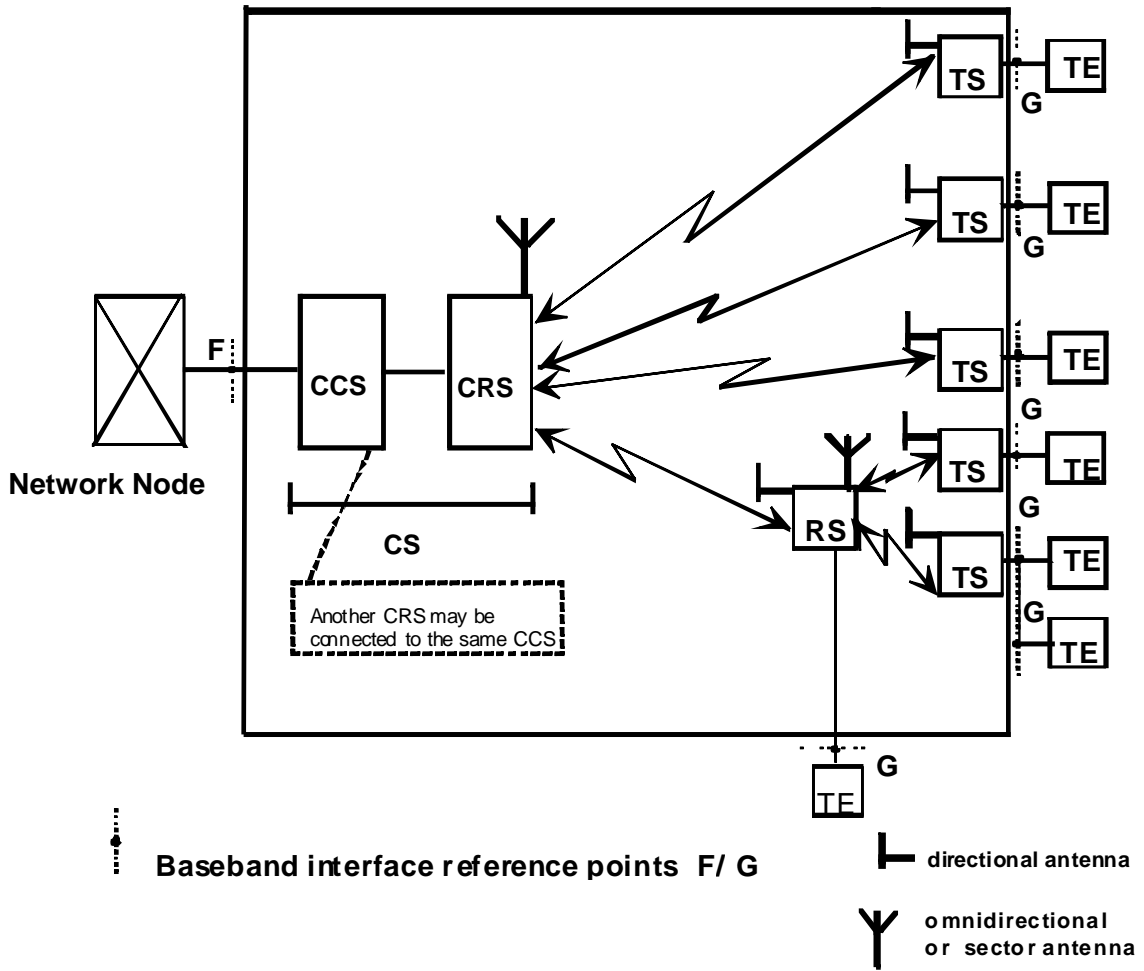 TS
TE
G
TS
TE
G
F
CCS
CRS
TS
TE
G
Network Node
TS
TE
G
RS
CS
TS
TE
G
Another CRS may be
connected to the same CCS
TE
G
TE
Baseband interface reference points F/ G
directional antenna
omnidirectional
or sector antenna